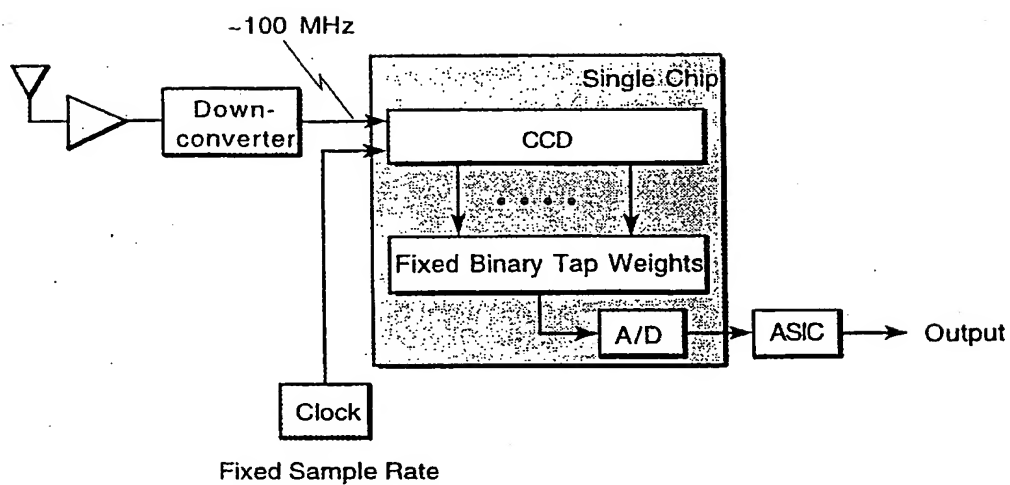 ~100 MHz
Single Chip
Down-
converter
CCD
Fixed Binary Tap Weights
A/D
ASIC
Output
Clock
Fixed Sample Rate